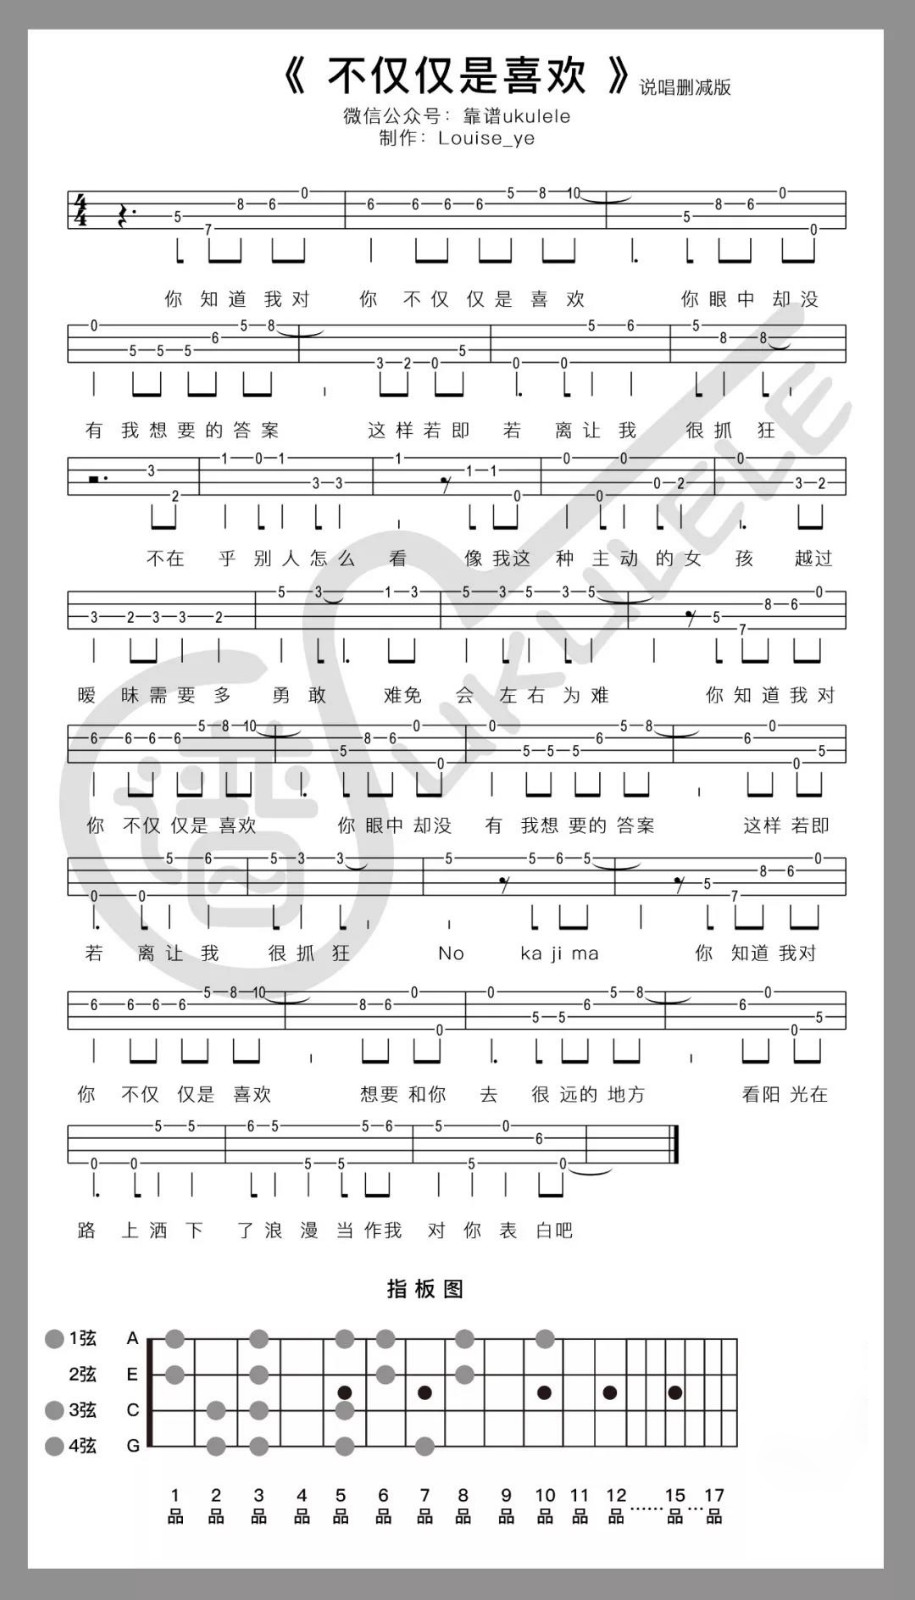 《 不仅仅是喜欢 》说唱删减版
微信公众号：靠谱ukulele
制作：Louise_ye
4 4 5 7 8 6 0 6 6 6 6 5 8 10 5 8 6 0 0
你 知道我对 你 不仅仅是喜欢 你眼中却没
0 5 5 5 6 5 8 3 2 0 5 0 0 5 6 5 8 8
有我想要的答案 这样若即 若 离让我 很抓狂
3 2 1 0 1 3 3 1 1 1 0 0 0 0 0 2 0 3 2
不在 乎别人怎么 看 像我这 种主动的女 孩 越过
3 2 3 3 2 5 3 1 3 5 3 5 3 5 5 7 8 6 0
暧昧需要多 勇敢 难免 会左右为难 你知道我对
6 6 6 6 5 8 10 5 8 6 0 0 0 5 5 5 6 5 8 6 0 0 5
你 不仅仅是喜欢 你眼中却没 有我想要的答案 这样若即
0 0 5 6 5 3 3 5 5 6 5 5 7 8 6 0
若 离让我 很抓狂 No ka ji ma 你 知道我对
6 6 6 6 5 8 10 8 6 0 0 0 5 5 6 5 8 6 0 0 5
你 不仅仅是喜欢 想要和你 去 很远的地方 看阳光在
0 0 5 5 6 5 5 5 5 6 5 5 0 6 0
路 上洒下 了浪漫当作我 对你表白吧
指板图
1弦 A
2弦 E
3弦 C
4弦 G
1 2 3 4 5 6 7 8 9 10 11 12 15 17
品 品 品 品 品 品 品 品 品 品 品 品 …… 品 … 品
谱 UKULELE